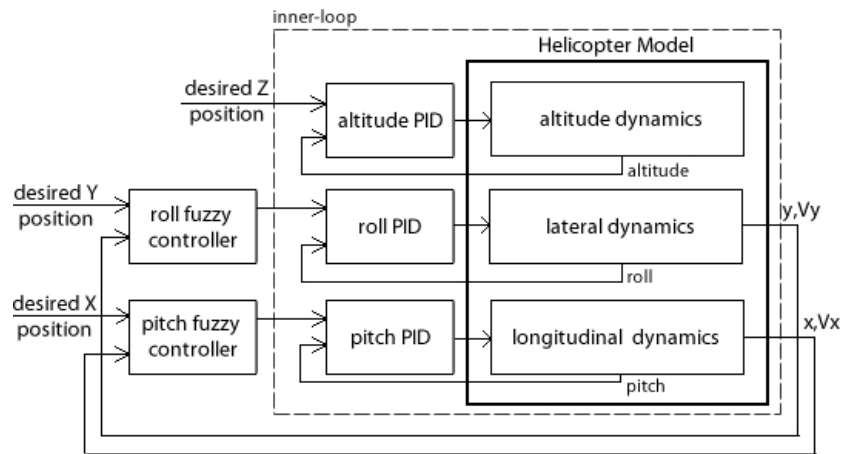 inner-loop
Helicopter Model
desired Z
position
altitude PID
altitude dynamics
altitude
desired Y
position
roll fuzzy
controller
roll PID
lateral dynamics
y,Vy
roll
desired X
position
pitch fuzzy
controller
pitch PID
longitudinal dynamics
x,Vx
pitch